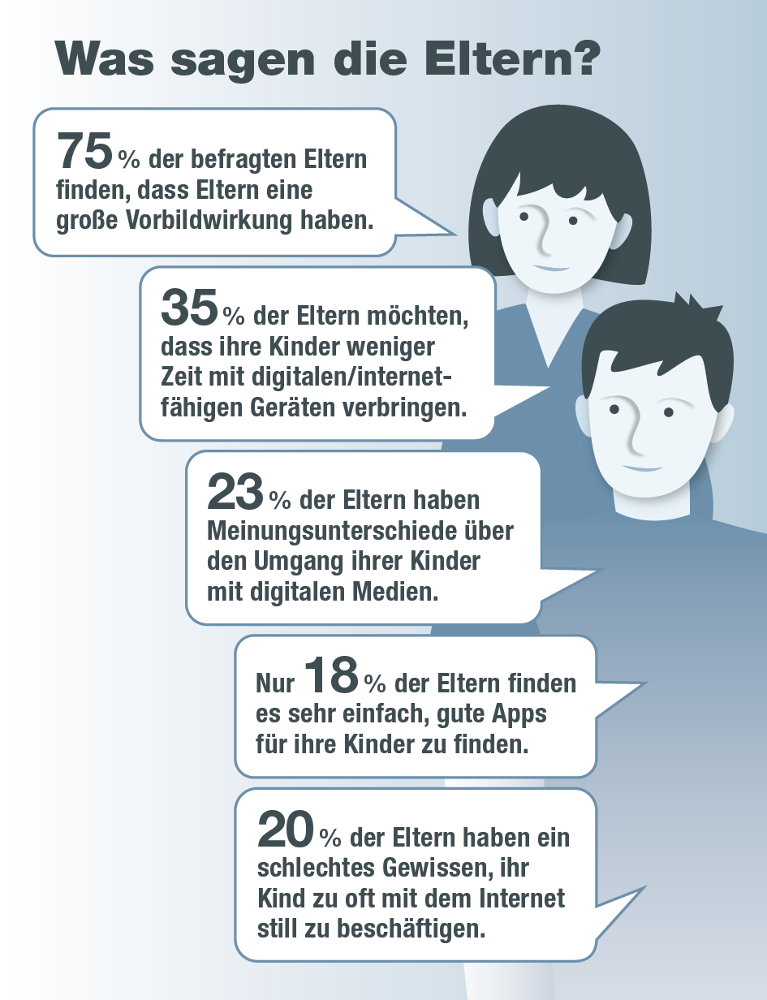 Was sagen die Eltern?
75 % der befragten Eltern
finden, dass Eltern eine
große Vorbildwirkung haben.
35 % der Eltern möchten,
dass ihre Kinder weniger
Zeit mit digitalen/internet-
fähigen Geräten verbringen.
23 % der Eltern haben
Meinungsunterschiede über
den Umgang ihrer Kinder
mit digitalen Medien.
Nur 18 % der Eltern finden
es sehr einfach, gute Apps
für ihre Kinder zu finden.
20 % der Eltern haben ein
schlechtes Gewissen, ihr
Kind zu oft mit dem Internet
still zu beschäftigen.